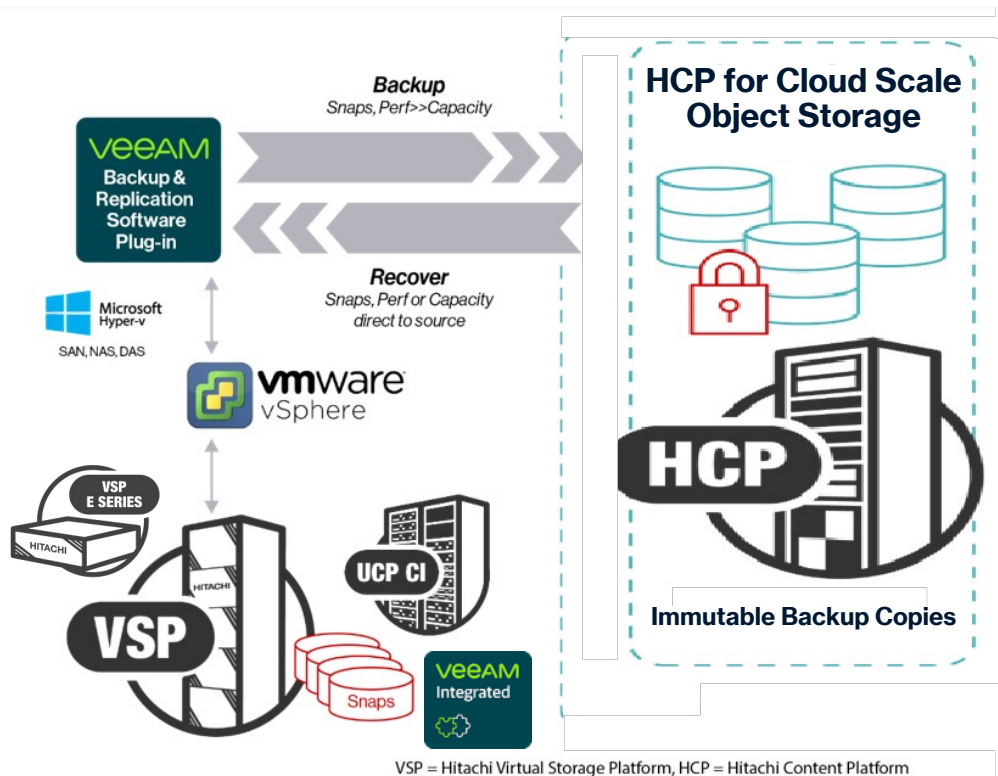 Backup
Snaps, Perf>>Capacity
HCP for Cloud Scale
Object Storage
veeAM
Backup &
Replication
Software
Plug-in
Recover
Snaps, Perf or Capacity
direct to source
Microsoft
Hyper-v
SAN, NAS, DAS
vmware
vSphere
HCP
VSP
E SERIES
HITACHI
UCP CI
HITACHI
VSP
Immutable Backup Copies
Snaps
veeAM
Integrated
VSP = Hitachi Virtual Storage Platform, HCP = Hitachi Content Platform